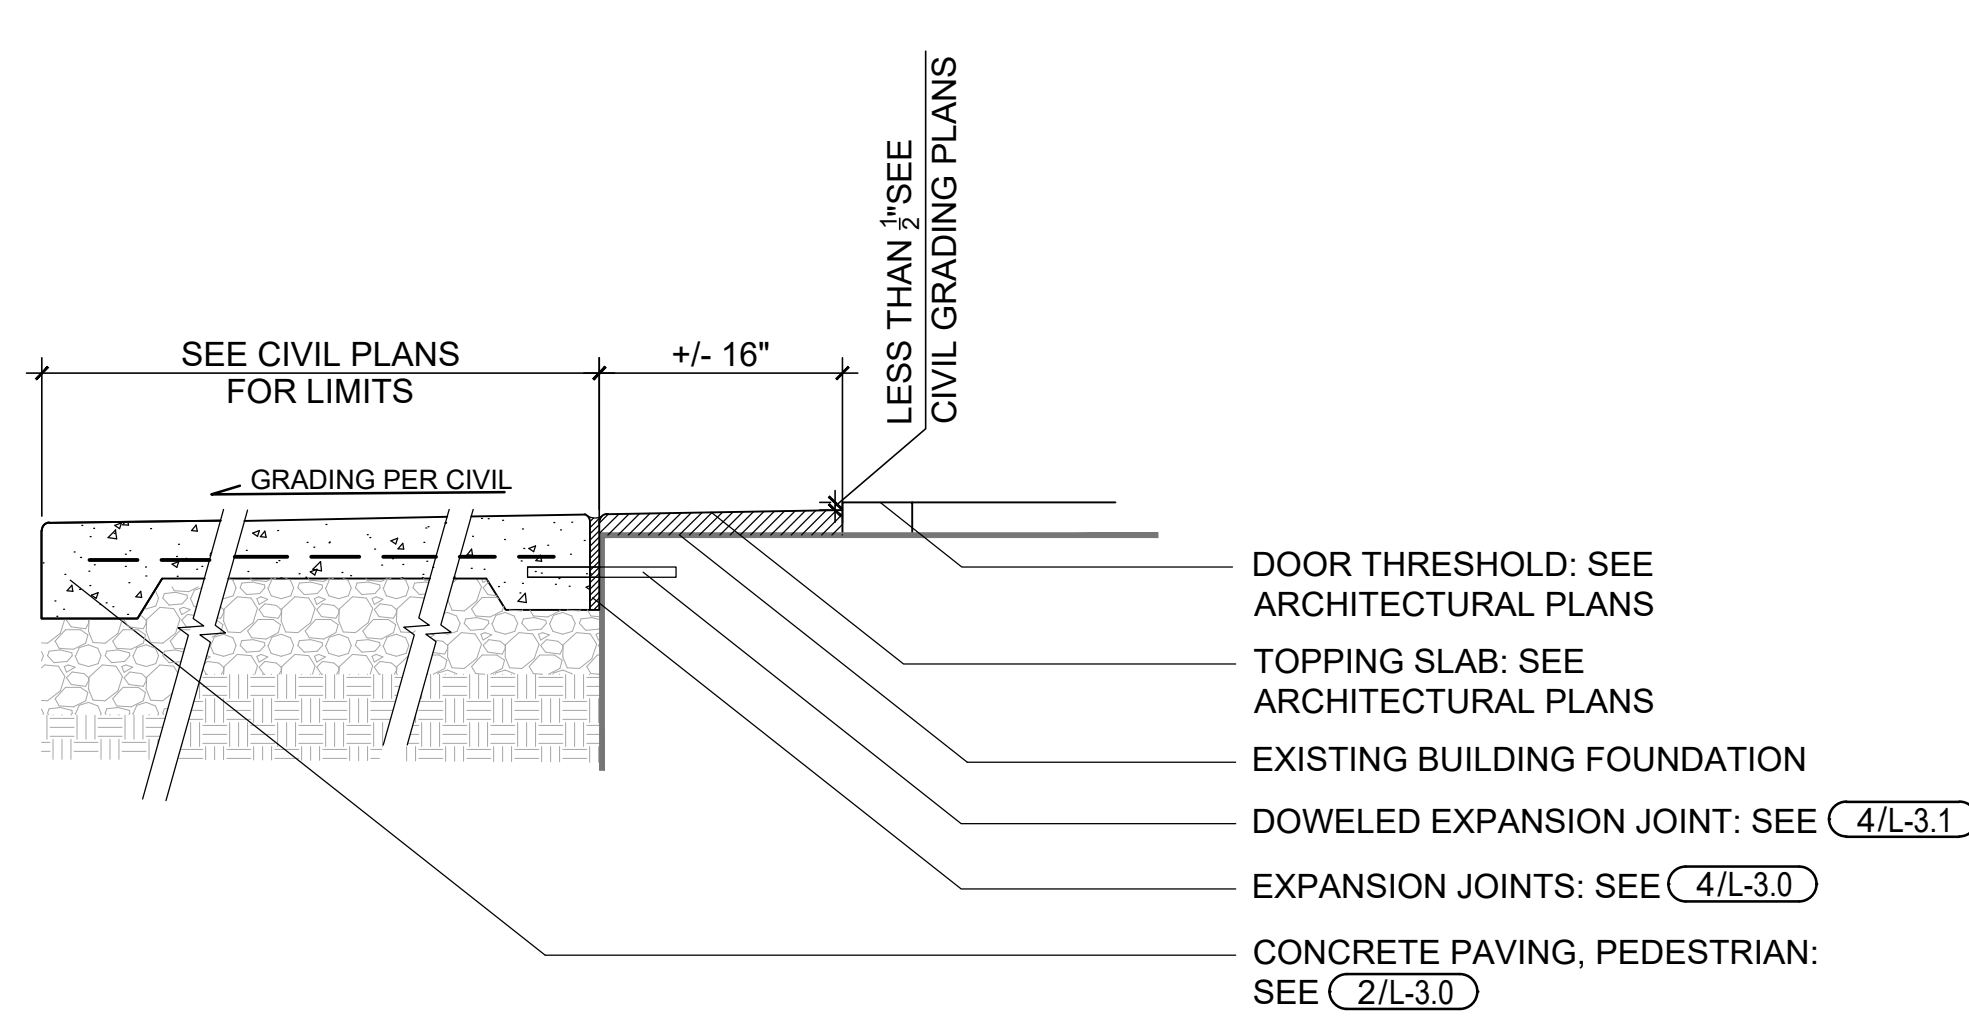 LESS THAN 1/2"SEE
CIVIL GRADING PLANS
SEE CIVIL PLANS
FOR LIMITS
+/- 16"
GRADING PER CIVIL
DOOR THRESHOLD: SEE
ARCHITECTURAL PLANS
TOPPING SLAB: SEE
ARCHITECTURAL PLANS
EXISTING BUILDING FOUNDATION
DOWELED EXPANSION JOINT: SEE 4/L-3.1
EXPANSION JOINTS: SEE 4/L-3.0
CONCRETE PAVING, PEDESTRIAN:
SEE 2/L-3.0